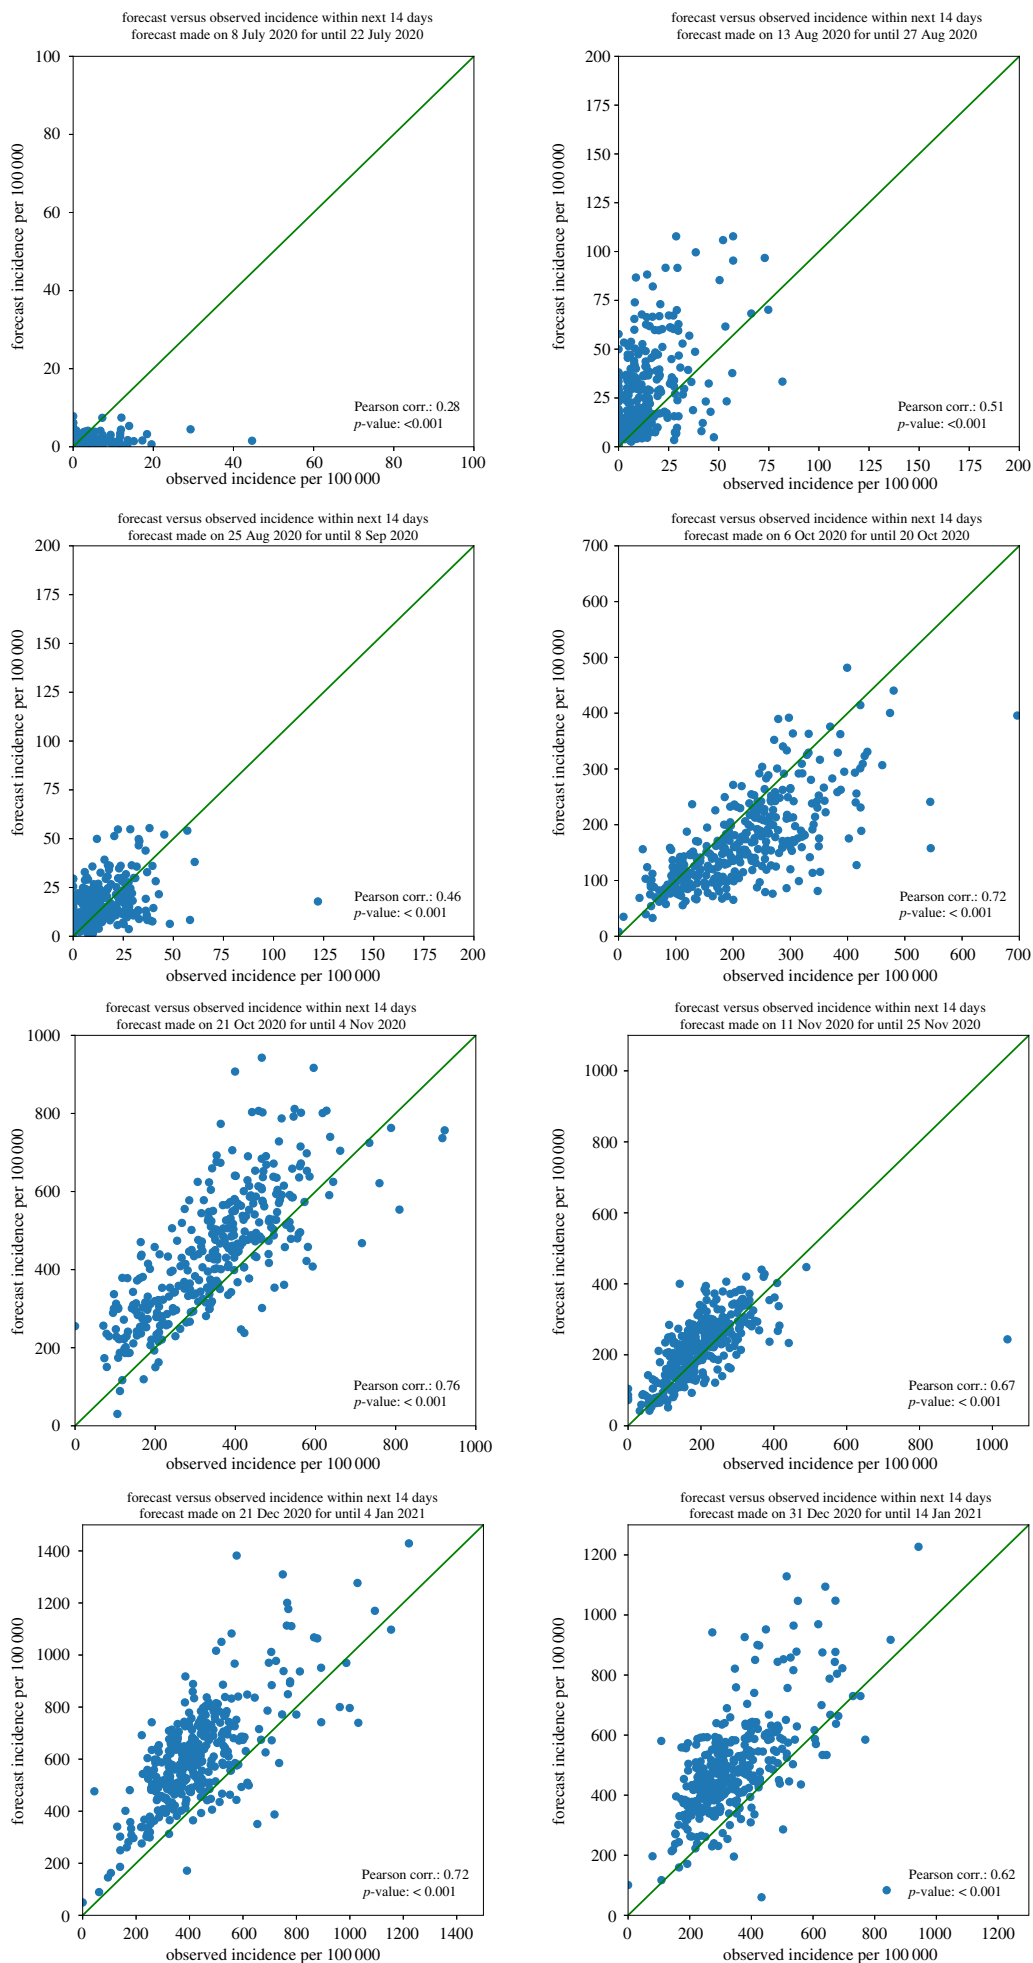 forecast versus observed incidence within next 14 days
forecast made on 8 July 2020 for until 22 July 2020
100
80
60
40
20
0
forecast incidence per 100 000
Pearson corr.: 0.28
p-value: <0.001
0 20 40 60 80 100
observed incidence per 100 000
forecast versus observed incidence within next 14 days
forecast made on 13 Aug 2020 for until 27 Aug 2020
200
175
150
125
100
75
50
25
0
forecast incidence per 100 000
Pearson corr.: 0.51
p-value: <0.001
0 25 50 75 100 125 150 175 200
observed incidence per 100 000
forecast versus observed incidence within next 14 days
forecast made on 25 Aug 2020 for until 8 Sep 2020
200
175
150
125
100
75
50
25
0
forecast incidence per 100 000
Pearson corr.: 0.46
p-value: < 0.001
0 25 50 75 100 125 150 175 200
observed incidence per 100 000
forecast versus observed incidence within next 14 days
forecast made on 6 Oct 2020 for until 20 Oct 2020
700
600
500
400
300
200
100
0
forecast incidence per 100 000
Pearson corr.: 0.72
p-value: < 0.001
0 100 200 300 400 500 600 700
observed incidence per 100 000
forecast versus observed incidence within next 14 days
forecast made on 21 Oct 2020 for until 4 Nov 2020
1000
800
600
400
200
0
forecast incidence per 100 000
Pearson corr.: 0.76
p-value: < 0.001
0 200 400 600 800 1000
observed incidence per 100 000
forecast versus observed incidence within next 14 days
forecast made on 11 Nov 2020 for until 25 Nov 2020
1000
800
600
400
200
0
forecast incidence per 100 000
Pearson corr.: 0.67
p-value: < 0.001
0 200 400 600 800 1000
observed incidence per 100 000
forecast versus observed incidence within next 14 days
forecast made on 21 Dec 2020 for until 4 Jan 2021
1400
1200
1000
800
600
400
200
0
forecast incidence per 100 000
Pearson corr.: 0.72
p-value: < 0.001
0 200 400 600 800 1000 1200 1400
observed incidence per 100 000
forecast versus observed incidence within next 14 days
forecast made on 31 Dec 2020 for until 14 Jan 2021
1200
1000
800
600
400
200
0
forecast incidence per 100 000
Pearson corr.: 0.62
p-value: < 0.001
0 200 400 600 800 1000 1200
observed incidence per 100 000